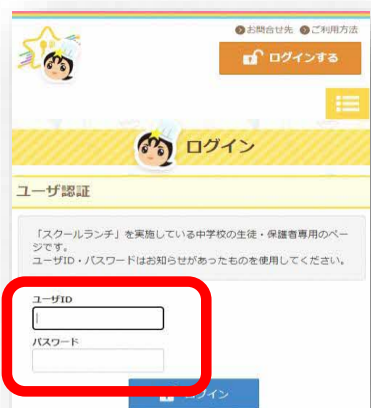 お問合せ先 ご利用方法
ログインする
ログイン
ユーザ認証
「スクールランチ」を実施している中学校の生徒・保護者専用のペー
ジです。
ユーザID・パスワードはお知らせがあったものを使用してください。
ユーザID
パスワード
ログイン